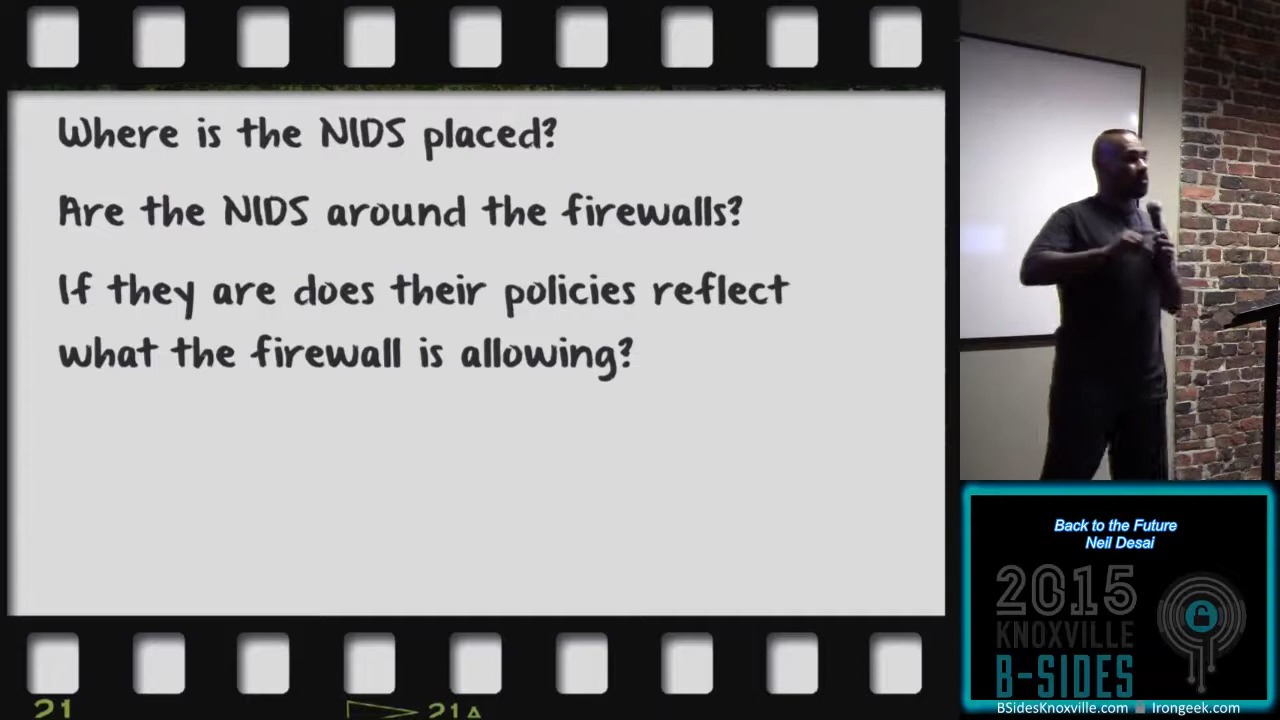 Where is the NIDS placed?
Are the NIDS around the firewalls?
If they are does their policies reflect
what the firewall is allowing?
Back to the Future
Neil Desai
2015
KNOXVILLE
B-SIDES
BSidesKnoxville.com Irongeek.com
21
21A